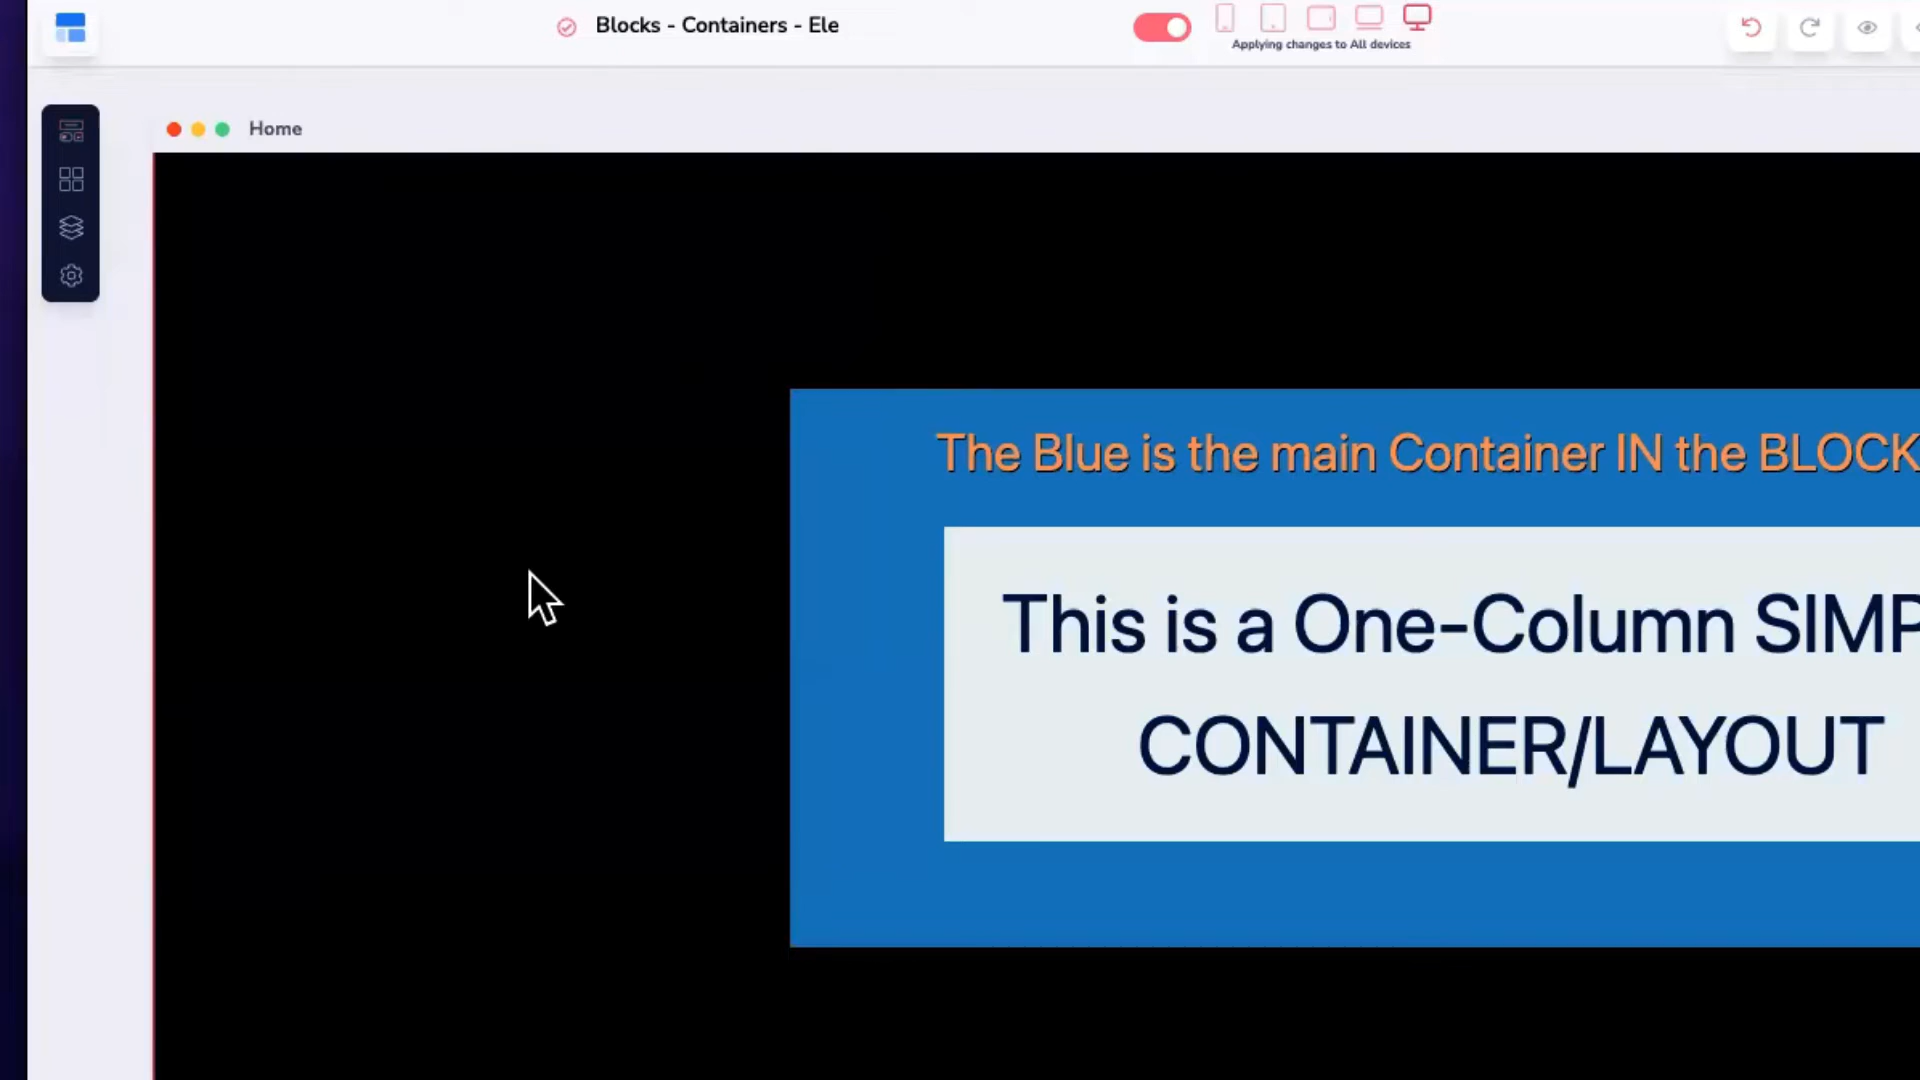 Blocks - Containers - Ele
Applying changes to All devices
Home
The Blue is the main Container IN the BLOCK
This is a One-Column SIMP
CONTAINER/LAYOUT